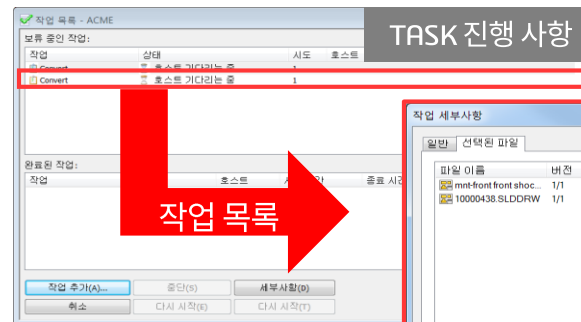 작업 목록 - ACME
TASK 진행 사항
보류 중인 작업:
작업 상태 시도 호스트
Convert 호스트 기다리는 중 1
Convert 호스트 기다리는 중 1
작업 세부사항
일반 선택된 파일
파일 이름 버전
mnt-front front shoc... 1/1
10000438.SLDDRW 1/1
완료된 작업:
작업 호스트 종료 시간
작업 목록
작업 추가(A)... 중단(S) 세부사항(D)
취소 다시 시작(E) 다시 시작(T)